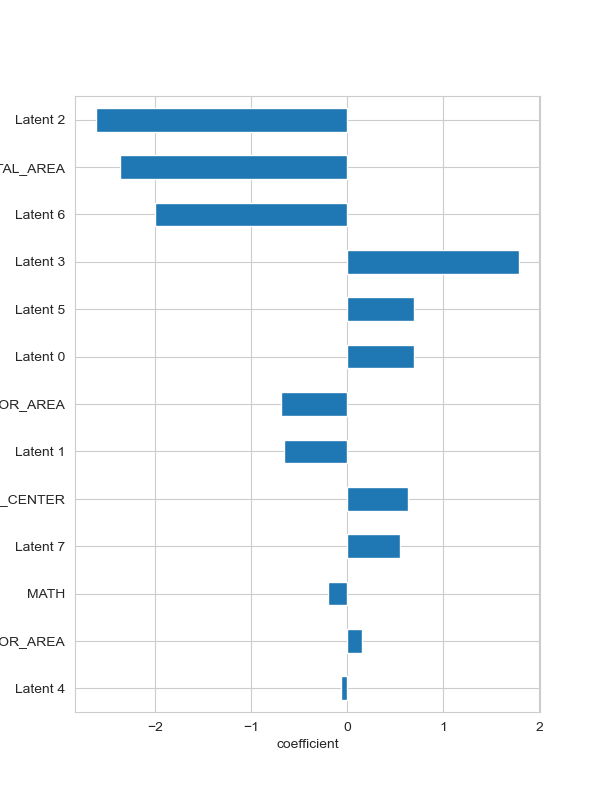 Latent 2
TAL_AREA
Latent 6
Latent 3
Latent 5
Latent 0
OR_AREA
Latent 1
_CENTER
Latent 7
MATH
OR_AREA
Latent 4
−2 −1 0 1 2
coefficient